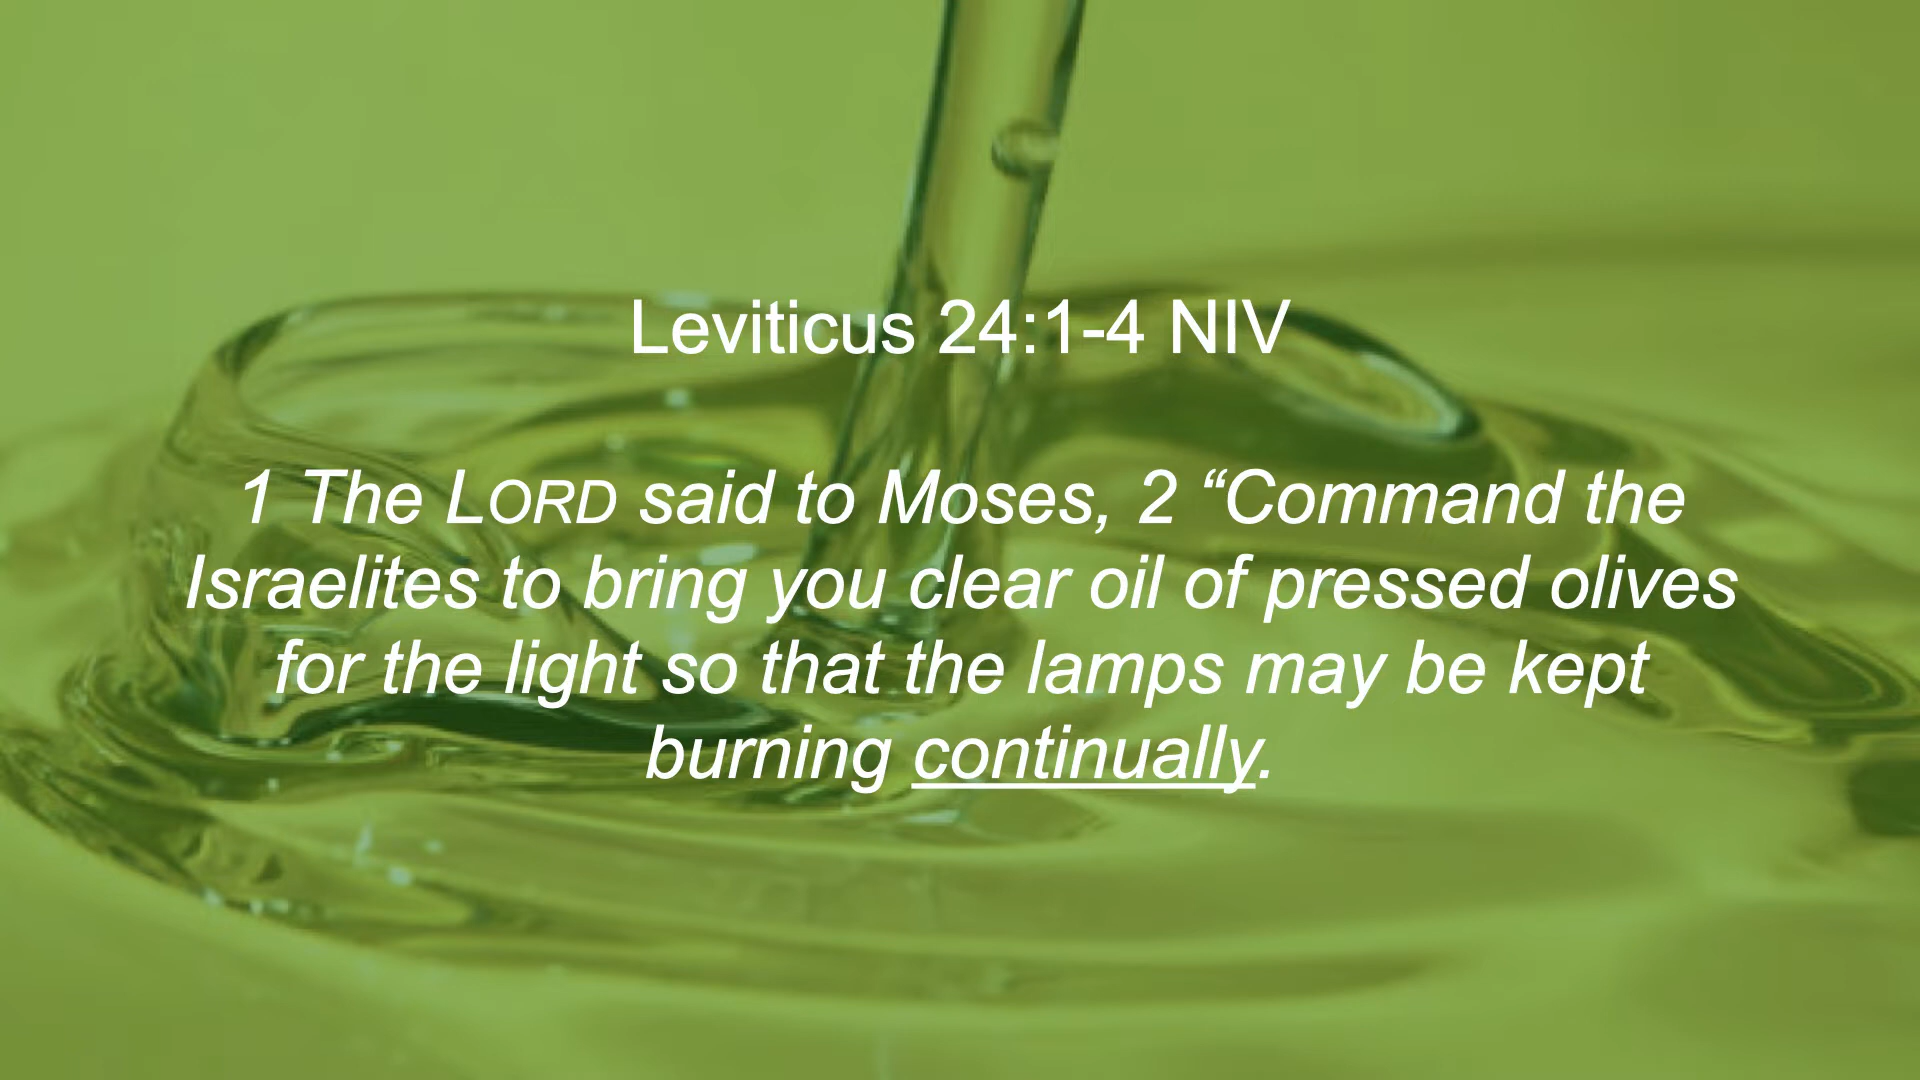 Leviticus 24:1-4 NIV
1 The LORD said to Moses, 2 “Command the
Israelites to bring you clear oil of pressed olives
for the light so that the lamps may be kept
burning continually.